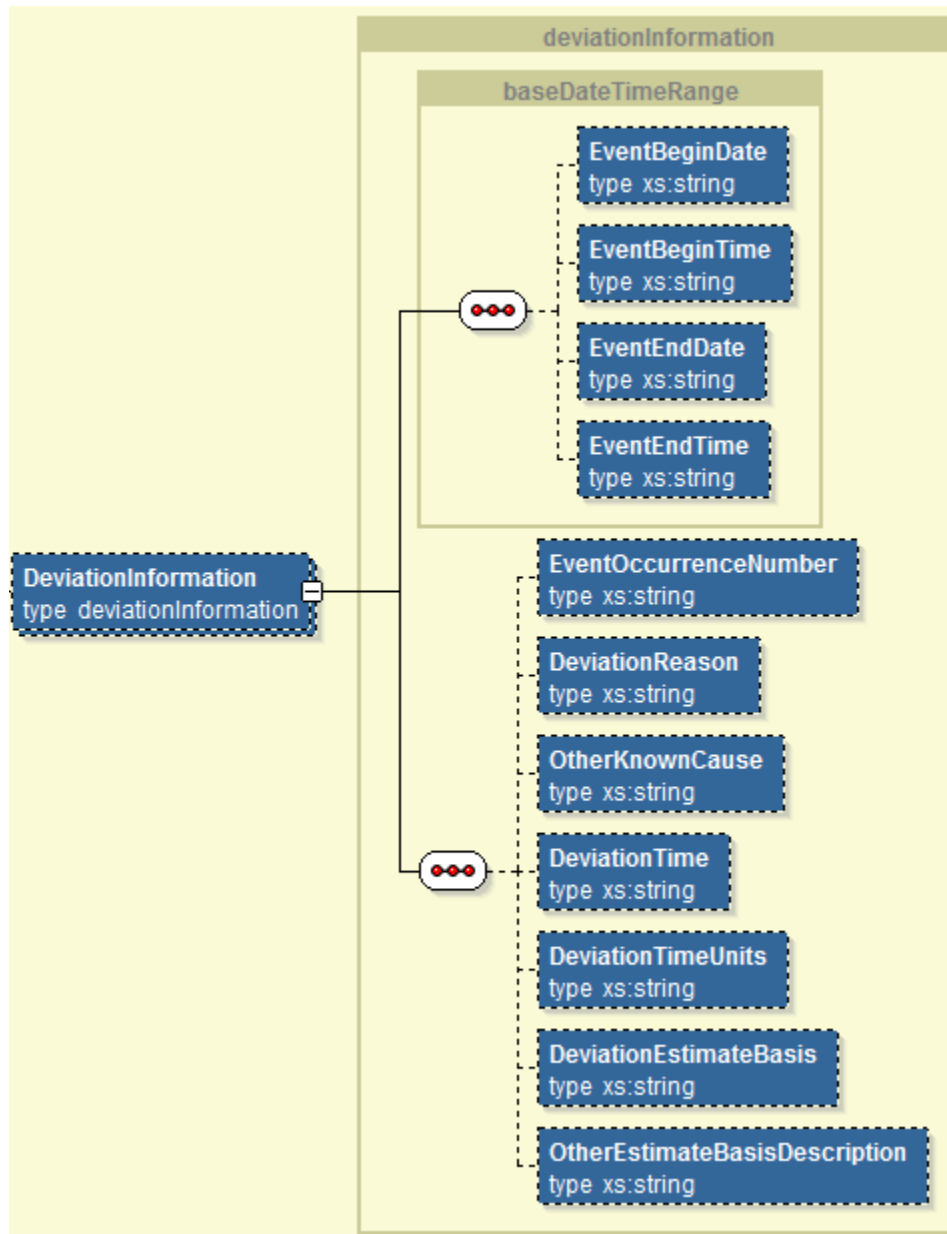 deviationInformation
baseDateTimeRange
EventBeginDate
type xs:string
EventBeginTime
type xs:string
EventEndDate
type xs:string
EventEndTime
type xs:string
DeviationInformation
type deviationInformation
EventOccurrenceNumber
type xs:string
DeviationReason
type xs:string
OtherKnownCause
type xs:string
DeviationTime
type xs:string
DeviationTimeUnits
type xs:string
DeviationEstimateBasis
type xs:string
OtherEstimateBasisDescription
type xs:string